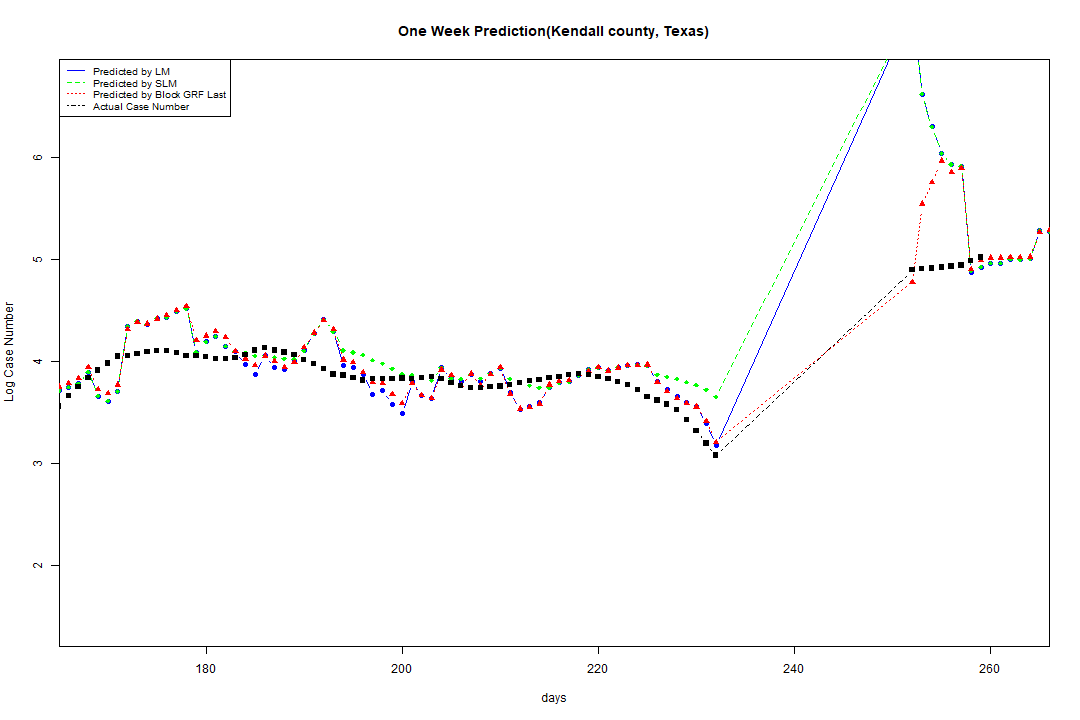 One Week Prediction(Kendall county, Texas)
Predicted by LM
Predicted by SLM
Predicted by Block GRF Last
Actual Case Number
6
5
4
3
2
Log Case Number
180 200 220 240 260
days